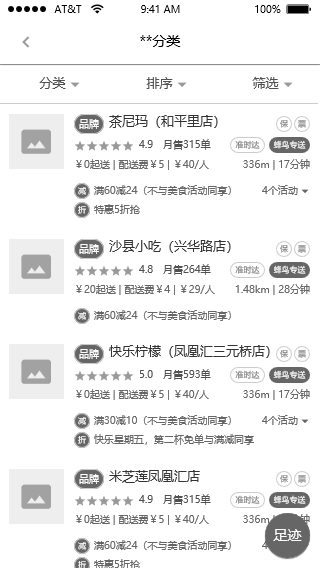 AT&T 9:41 AM 100%
**分类
分类 排序 筛选
品牌 茶尼玛（和平里店） 保 票
4.9 月售315单 准时达 蜂鸟专送
￥0起送 | 配送费￥5 | ￥40/人 336m | 17分钟
减 满60减24（不与美食活动同享） 4个活动
折 特惠5折抢
品牌 沙县小吃（兴华路店） 保 票
4.8 月售264单 准时达 蜂鸟专送
￥20起送 | 配送费￥4 | ￥29/人 1.48km | 28分钟
减 满60减24（不与美食活动同享）
品牌 快乐柠檬（凤凰汇三元桥店） 保 票
5.0 月售593单 准时达 蜂鸟专送
￥0起送 | 配送费￥5 | ￥40/人 336m | 17分钟
减 满30减10（不与美食活动同享） 4个活动
折 快乐星期五，第二杯免单与满减同享
品牌 米芝莲凤凰汇店 保 票
4.9 月售315单 准时达 蜂鸟专送
￥0起送 | 配送费￥5 | ￥40/人 336m | 17分钟
足迹
减 满60减24（不与美食活动同享） 4个活动
折 特惠5折抢